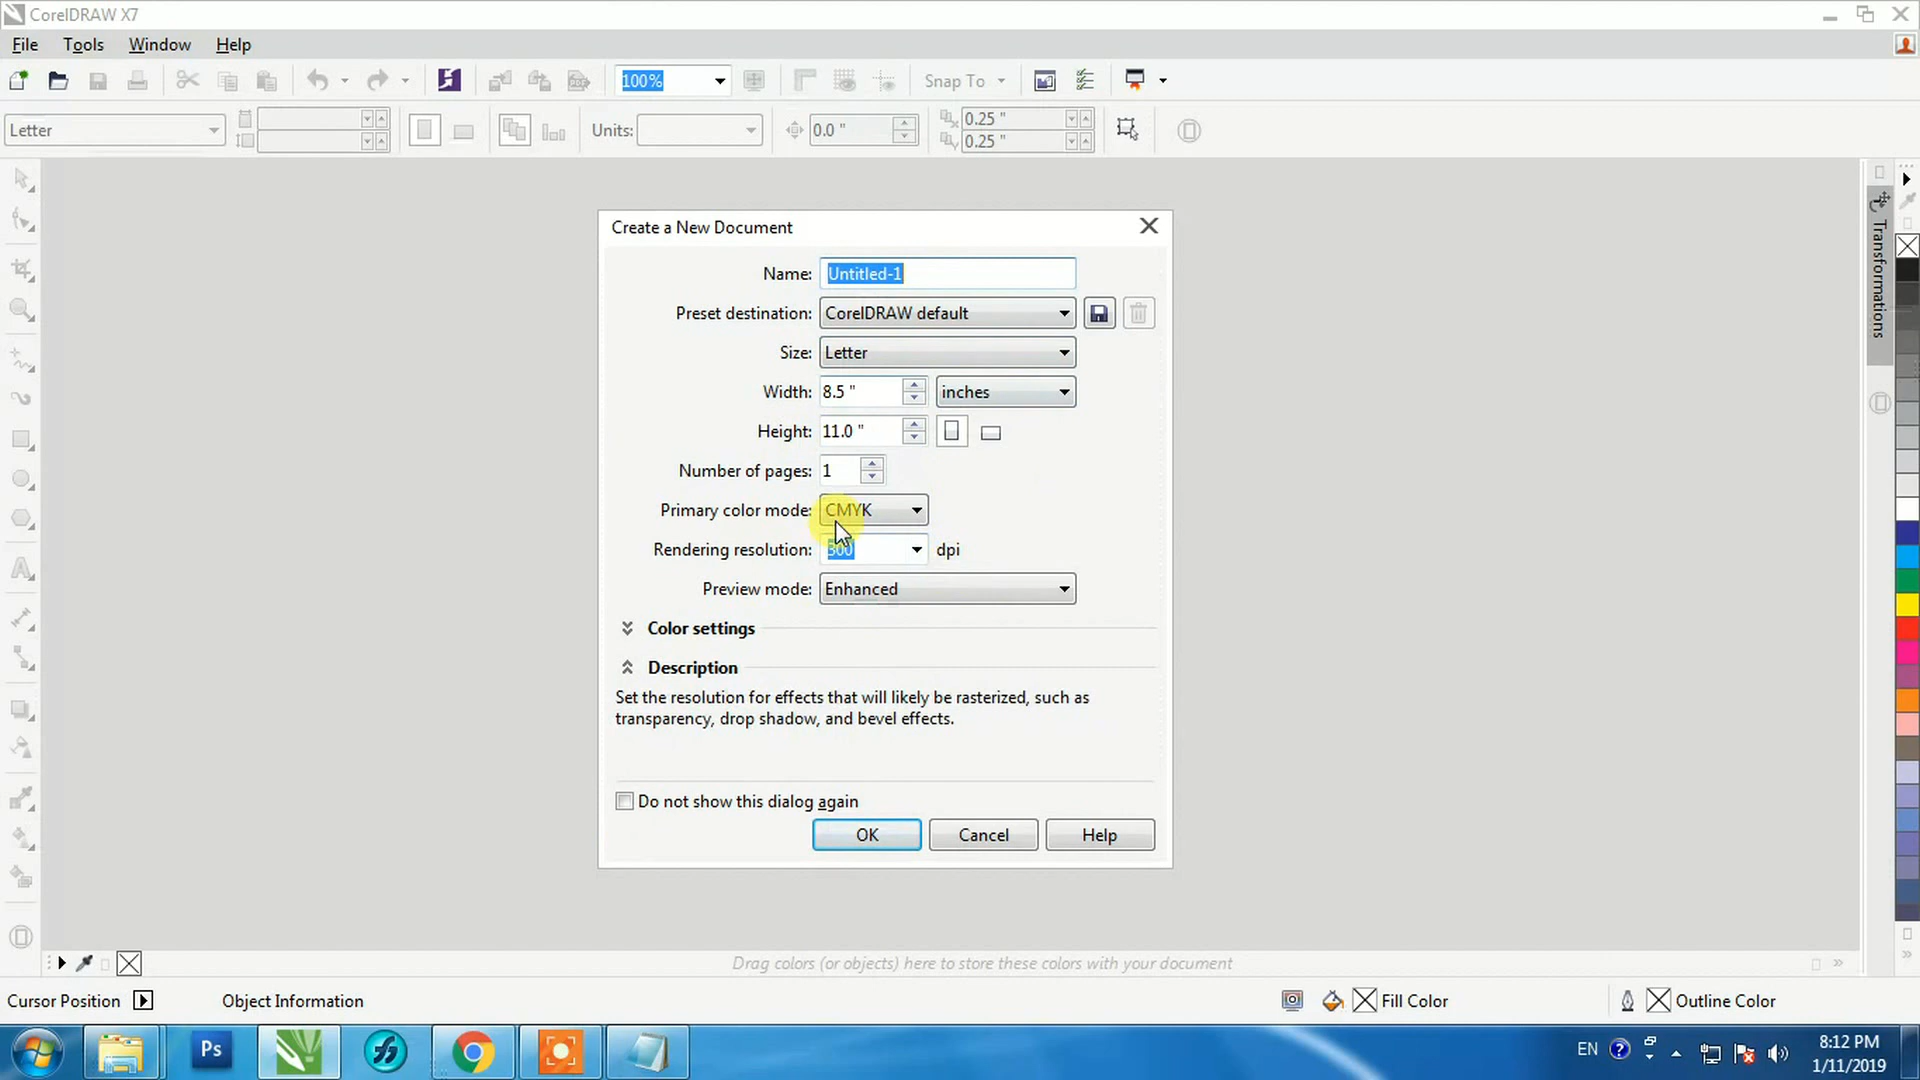 CorelDRAW X7
File Tools Window Help
100% Snap To
Letter Units: 0.0 " 0.25 "
0.25 "
Create a New Document
Name: Untitled-1
Preset destination: CorelDRAW default
Size: Letter
Width: 8.5 " inches
Height: 11.0 "
Number of pages: 1
Primary color mode: CMYK
Rendering resolution: 300 dpi
Preview mode: Enhanced
Color settings
Description
Set the resolution for effects that will likely be rasterized, such as
transparency, drop shadow, and bevel effects.
Do not show this dialog again
OK Cancel Help
Transformations
Drag colors (or objects) here to store these colors with your document
Cursor Position Object Information Fill Color Outline Color
Ps EN 8:12 PM
1/11/2019